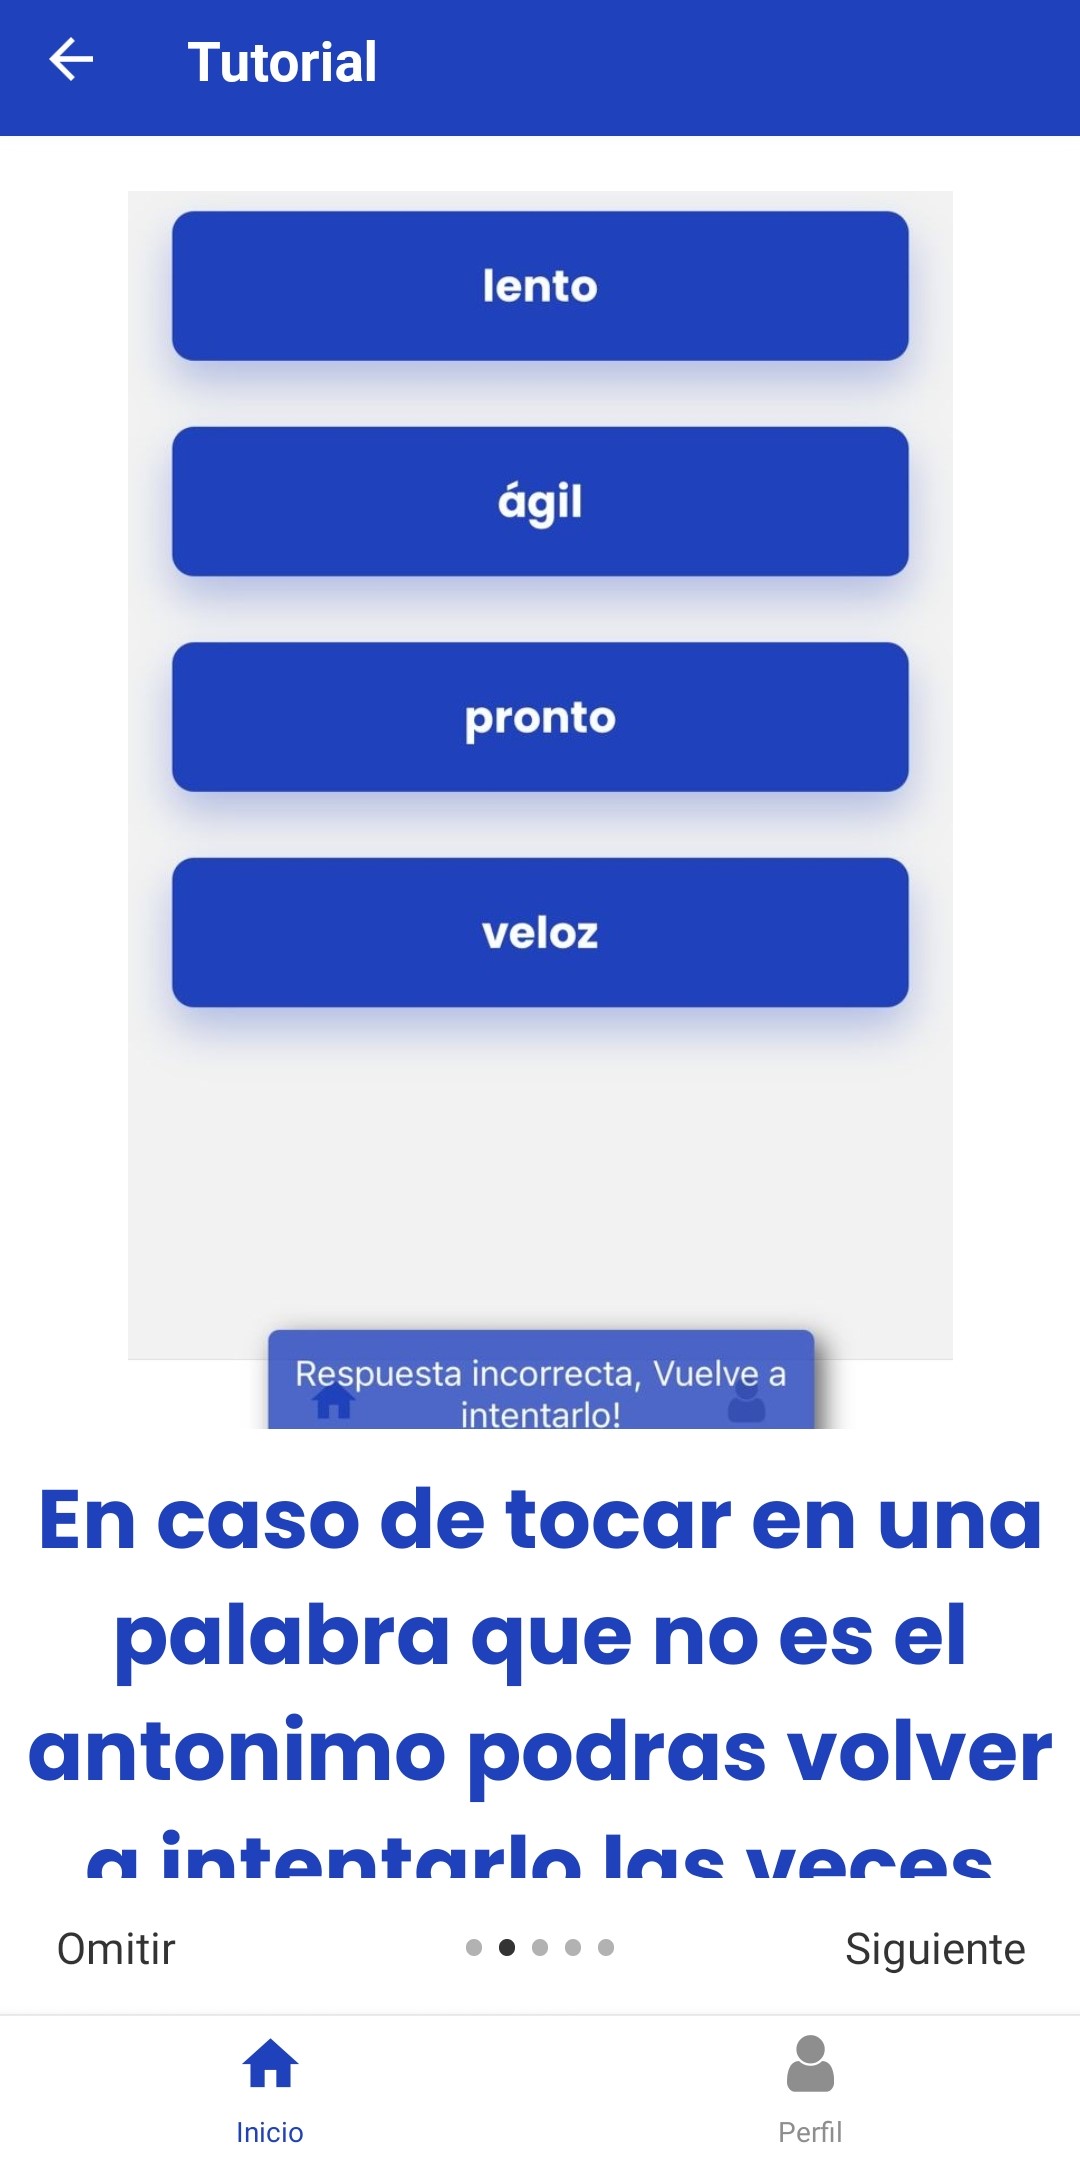 Tutorial
lento
ágil
pronto
veloz
Respuesta incorrecta, Vuelve a
intentarlo!
En caso de tocar en una
palabra que no es el
antonimo podras volver
a intentarlo las veces
Omitir
Siguiente
Inicio
Perfil